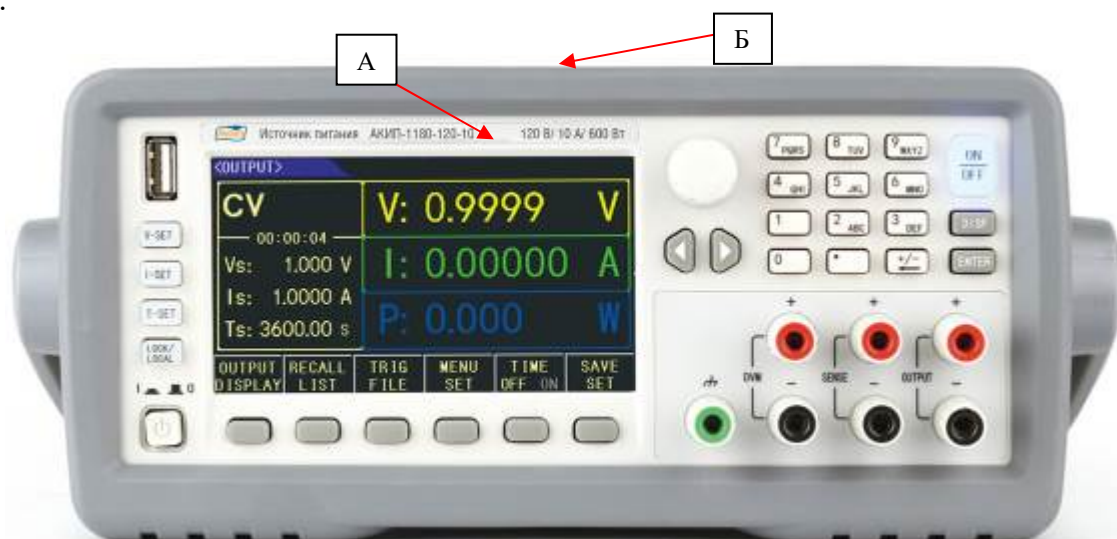 .
А
Б
Источник питания АКИП-1180-120-10 120 В/ 10 А/ 600 Вт
<OUTPUT>
CV
00:00:04
Vs: 1.000 V
Is: 1.0000 A
Ts: 3600.00 s
V: 0.9999 V
I: 0.00000 A
P: 0.000 W
OUTPUT DISPLAY
RECALL LIST
TRIG FILE
MENU SET
TIME OFF ON
SAVE SET
V-SET
I-SET
T-SET
LOCK/
LOCAL
I 0
7 PQRS 8 TUV 9 WXYZ
4 GHI 5 JKL 6 MNO
1 2 ABC 3 DEF
0 . +/-
ON
OFF
DISP
ENTER
+ + +
DVM − SENSE − OUTPUT −